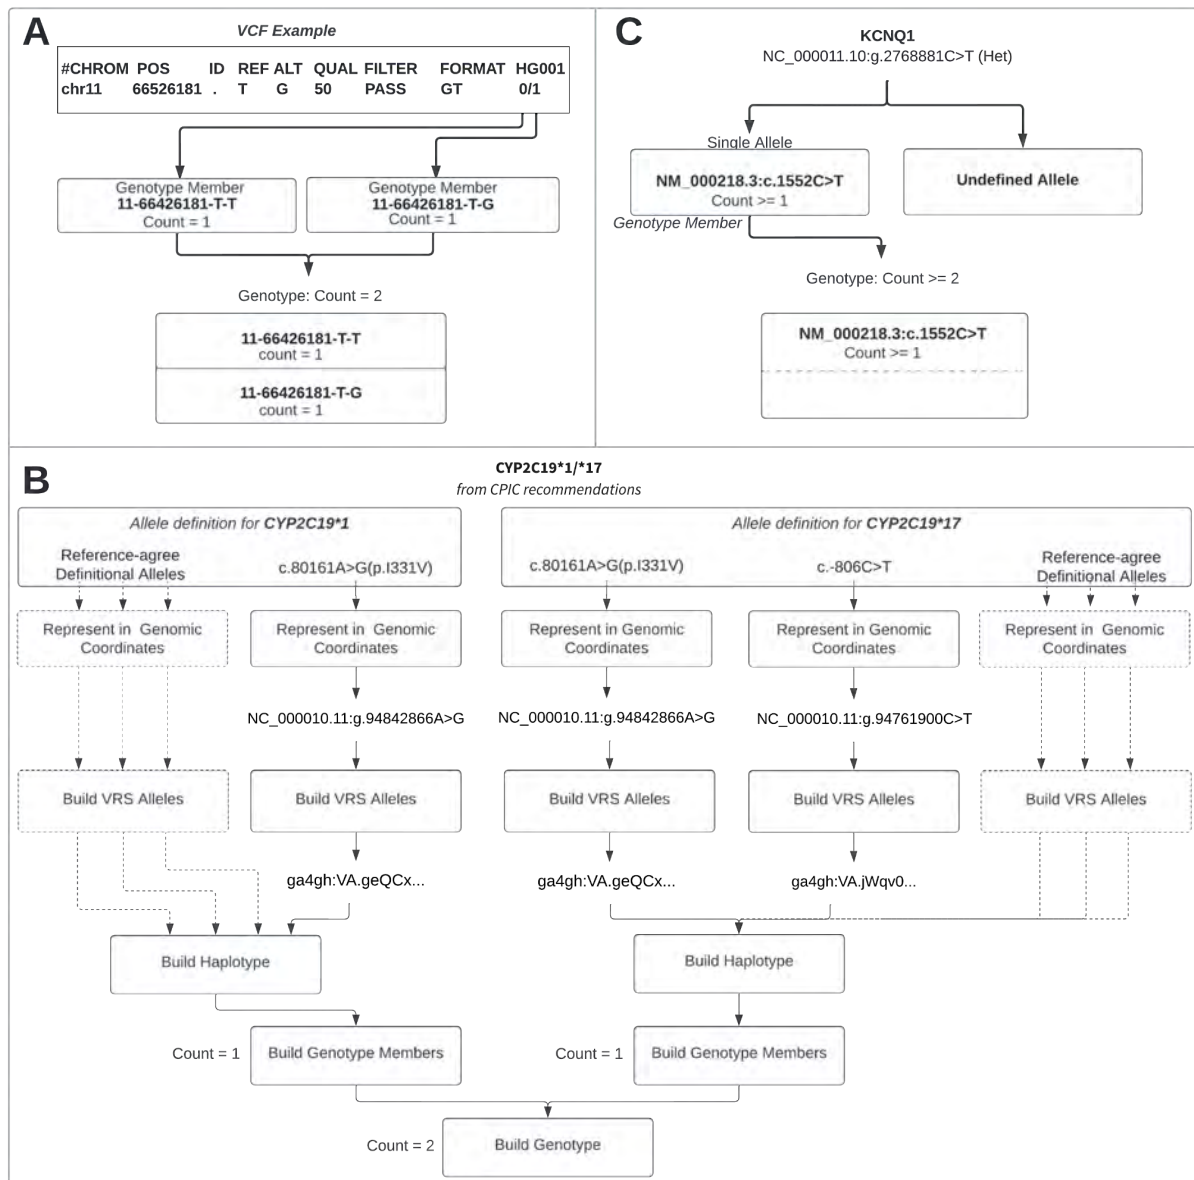 A
VCF Example
#CHROM POS ID REF ALT QUAL FILTER FORMAT HG001
chr11 66526181 . T G 50 PASS GT 0/1
Genotype Member
11-66426181-T-T
Count = 1
Genotype Member
11-66426181-T-G
Count = 1
Genotype: Count = 2
11-66426181-T-T
count = 1
11-66426181-T-G
count = 1
C
KCNQ1
NC_000011.10:g.2768881C>T (Het)
Single Allele
NM_000218.3:c.1552C>T
Count >= 1
Undefined Allele
Genotype Member
Genotype: Count >= 2
NM_000218.3:c.1552C>T
Count >= 1
B
CYP2C19*1/*17
from CPIC recommendations
Allele definition for CYP2C19*1
Reference-agree
Definitional Alleles
c.80161A>G(p.I331V)
Allele definition for CYP2C19*17
c.80161A>G(p.I331V)
c.-806C>T
Reference-agree
Definitional Alleles
Represent in Genomic
Coordinates
Represent in Genomic
Coordinates
Represent in Genomic
Coordinates
Represent in Genomic
Coordinates
Represent in Genomic
Coordinates
NC_000010.11:g.94842866A>G
NC_000010.11:g.94842866A>G
NC_000010.11:g.94761900C>T
Build VRS Alleles
Build VRS Alleles
Build VRS Alleles
Build VRS Alleles
Build VRS Alleles
ga4gh:VA.geQCx...
ga4gh:VA.geQCx...
ga4gh:VA.jWqv0...
Build Haplotype
Build Haplotype
Count = 1
Build Genotype Members
Count = 1
Build Genotype Members
Count = 2
Build Genotype